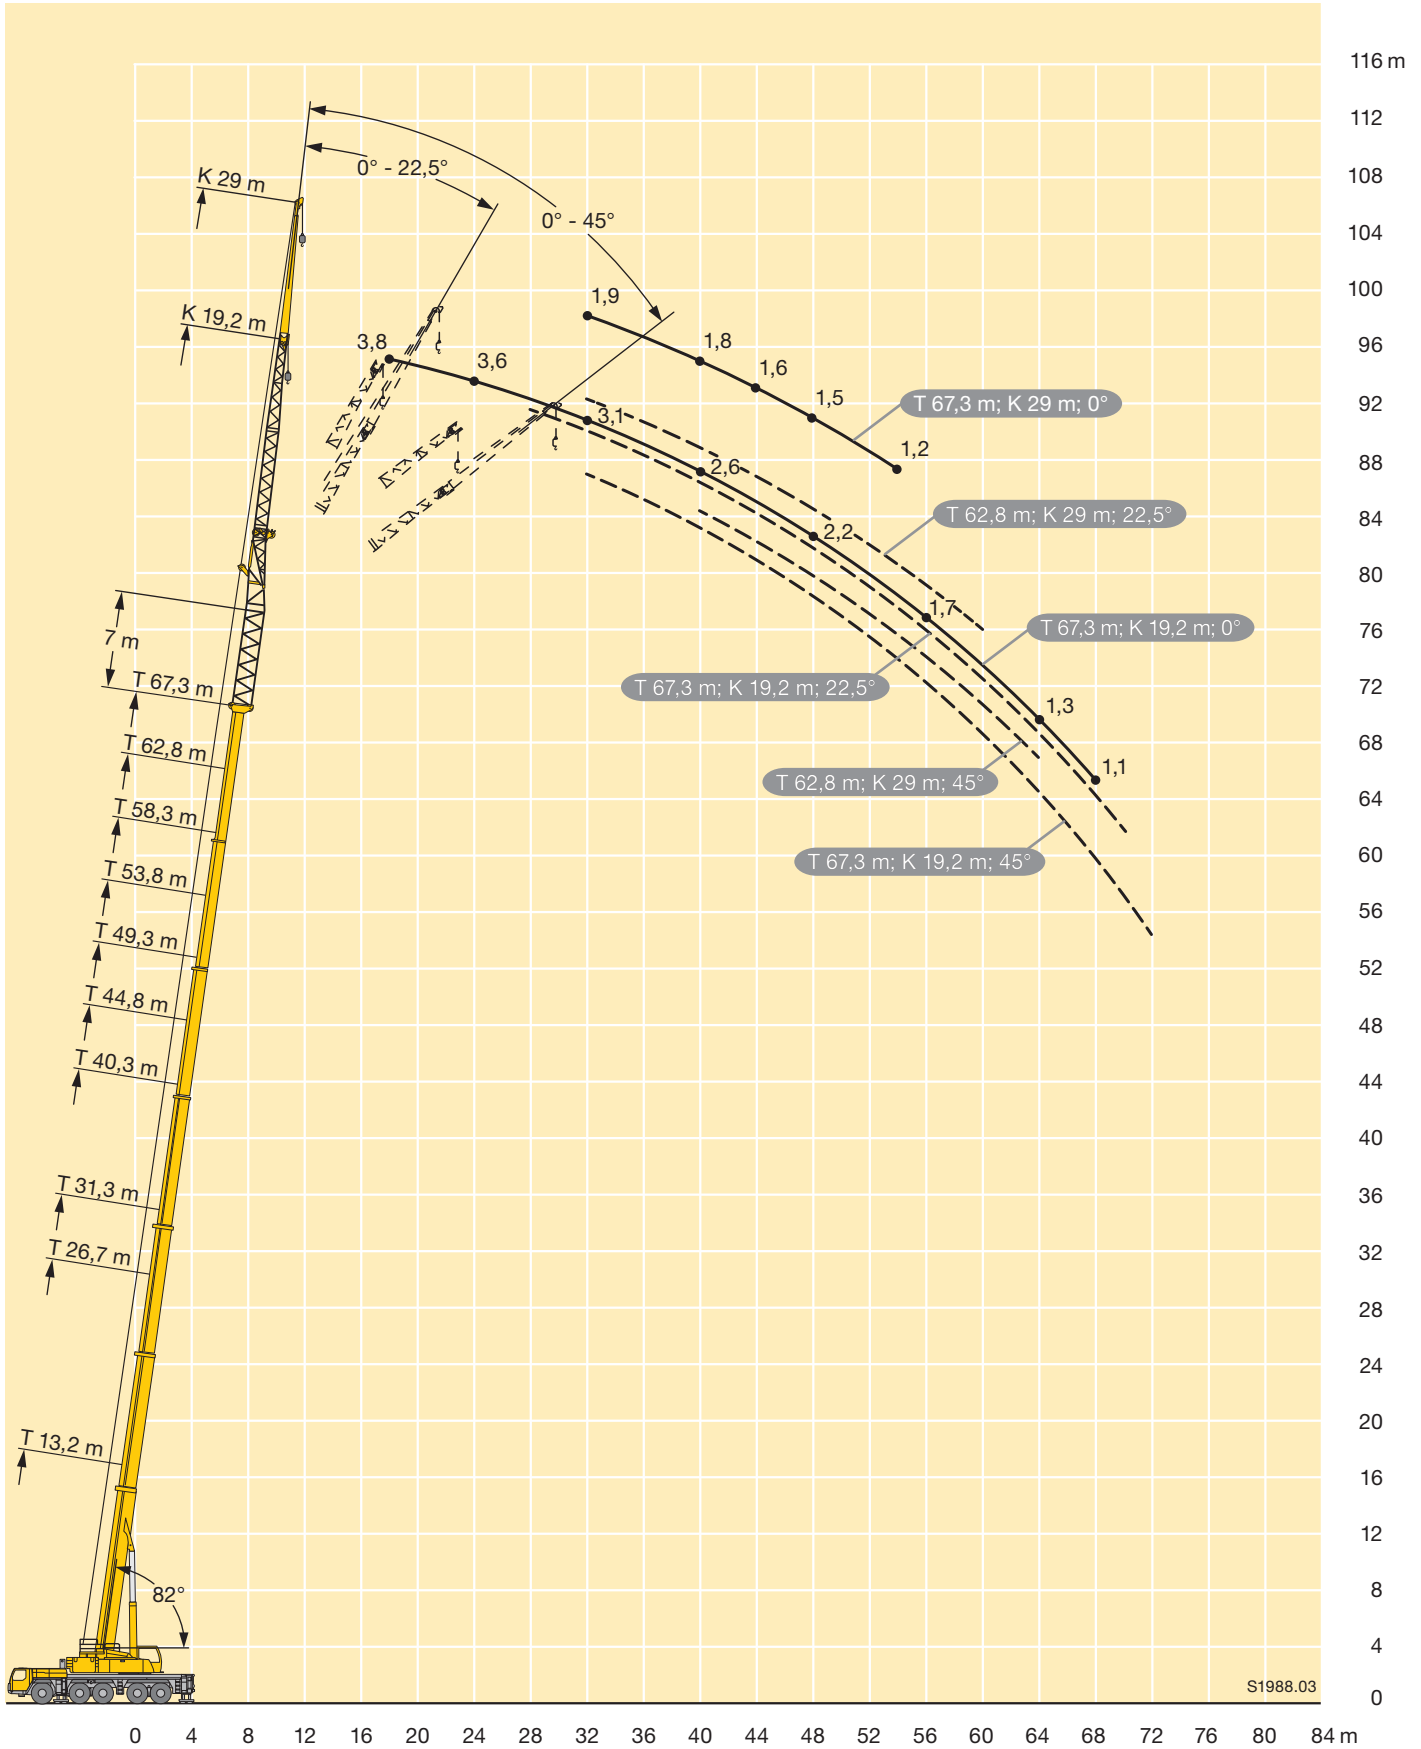 116 m
112
108
104
100
96
92
88
84
80
76
72
68
64
60
56
52
48
44
40
36
32
28
24
20
16
12
8
4
0
K 29 m
0° - 22,5°
0° - 45°
K 19,2 m
1,9
1,8
1,6
1,5
1,2
3,8
3,6
3,1
2,6
2,2
1,7
1,3
1,1
T 67,3 m; K 29 m; 0°
T 62,8 m; K 29 m; 22,5°
T 67,3 m; K 19,2 m; 0°
T 67,3 m; K 19,2 m; 22,5°
T 62,8 m; K 29 m; 45°
T 67,3 m; K 19,2 m; 45°
7 m
T 67,3 m
T 62,8 m
T 58,3 m
T 53,8 m
T 49,3 m
T 44,8 m
T 40,3 m
T 31,3 m
T 26,7 m
T 13,2 m
82°
S1988.03
0 4 8 12 16 20 24 28 32 36 40 44 48 52 56 60 64 68 72 76 80 84 m